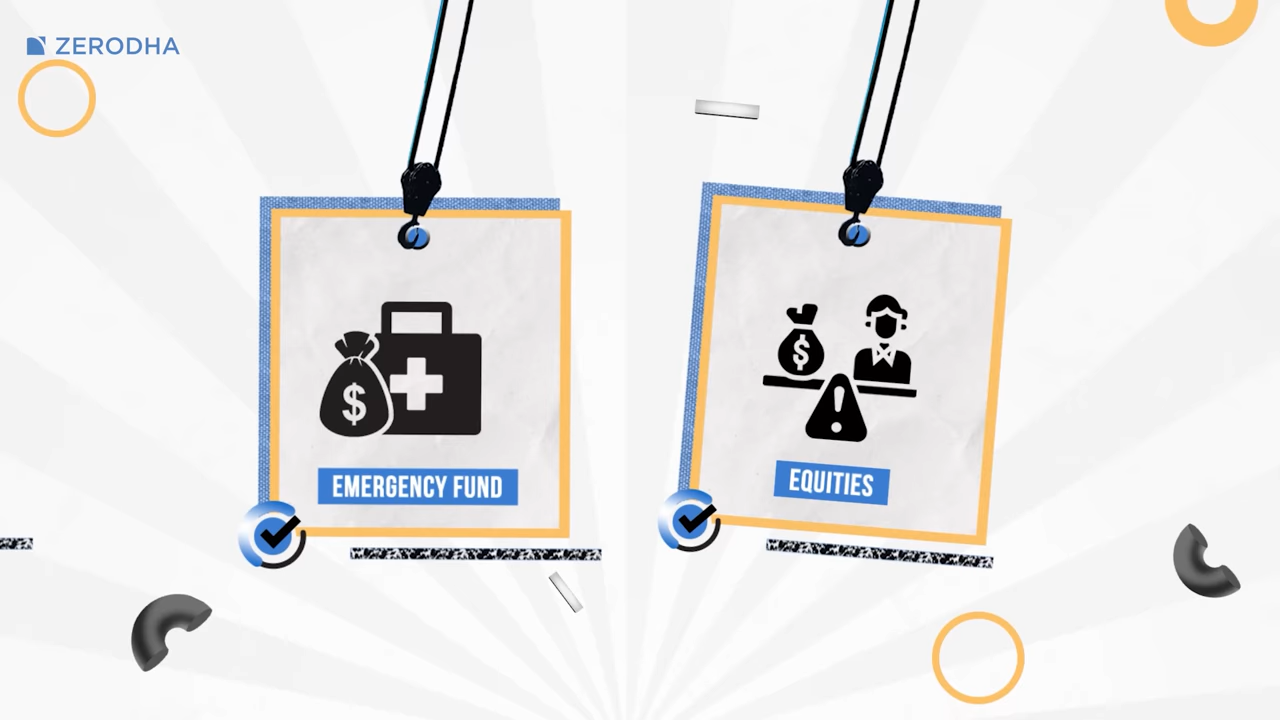 ZERODHA
$
EMERGENCY FUND
$
!
EQUITIES